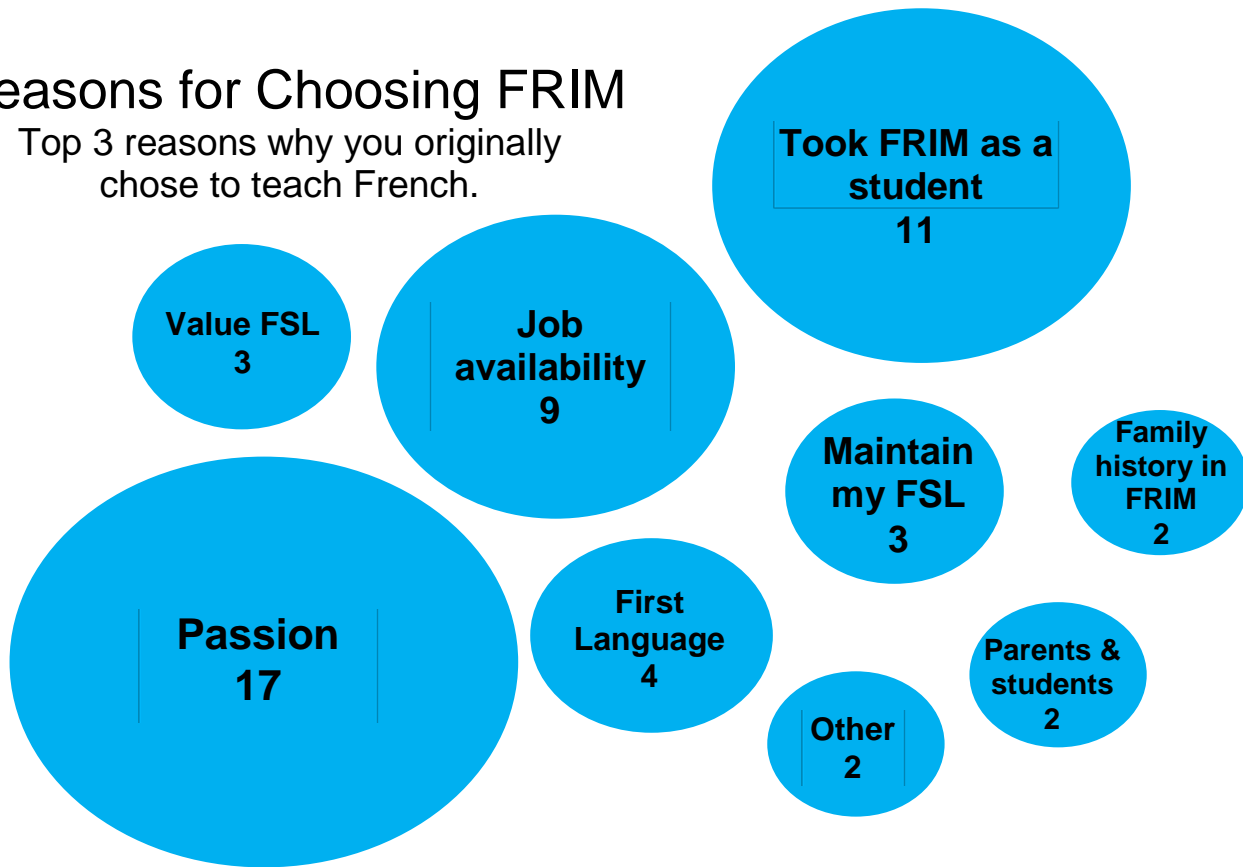 easons for Choosing FRIM
Top 3 reasons why you originally
chose to teach French.
Took FRIM as a
student
11
Value FSL
3
Job
availability
9
Maintain
my FSL
3
Family
history in
FRIM
2
Passion
17
First
Language
4
Parents &
students
2
Other
2